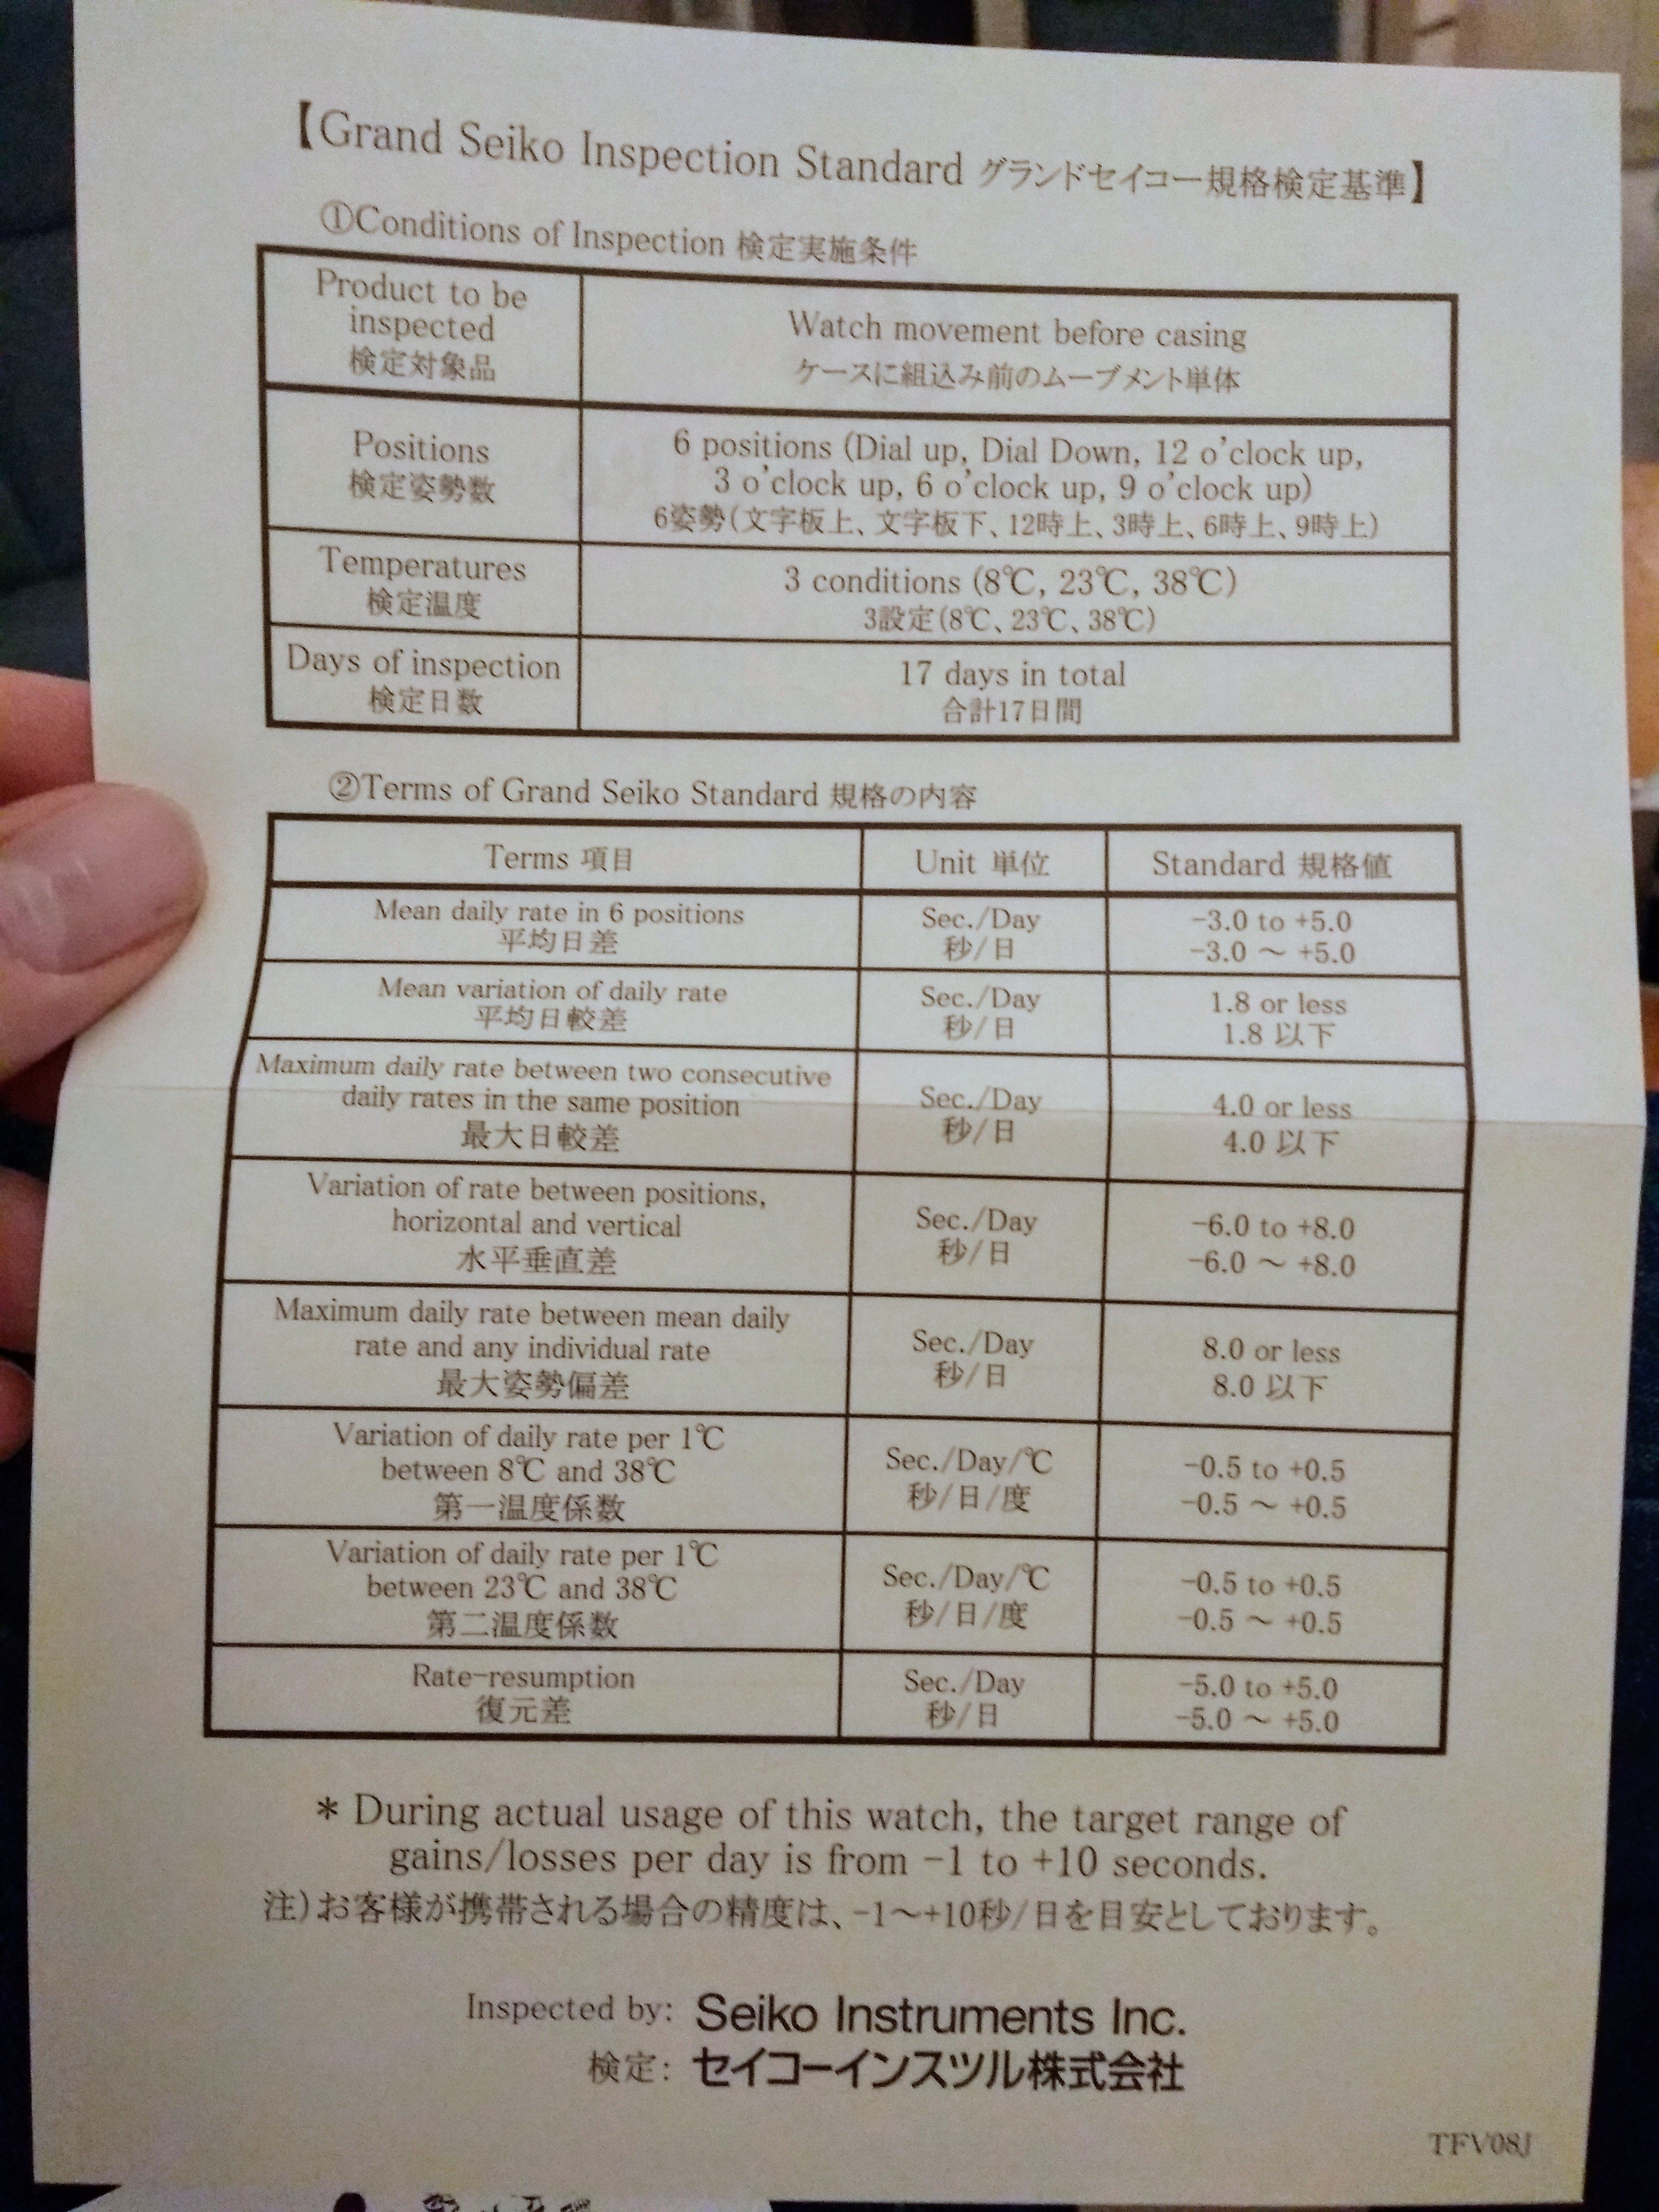 【Grand Seiko Inspection Standard グランドセイコー規格検定基準】
①Conditions of Inspection 検定実施条件
Product to be
inspected
検定対象品
Watch movement before casing
ケースに組込み前のムーブメント単体
Positions
検定姿勢数
6 positions (Dial up, Dial Down, 12 o'clock up,
3 o'clock up, 6 o'clock up, 9 o'clock up)
6姿勢(文字板上、文字板下、12時上、3時上、6時上、9時上)
Temperatures
検定温度
3 conditions (8℃, 23℃, 38℃)
3設定(8℃、23℃、38℃)
Days of inspection
検定日数
17 days in total
合計17日間
②Terms of Grand Seiko Standard 規格の内容
Terms 項目
Unit 単位
Standard 規格値
Mean daily rate in 6 positions
平均日差
Sec./Day
秒/日
-3.0 to +5.0
-3.0 ～ +5.0
Mean variation of daily rate
平均日較差
Sec./Day
秒/日
1.8 or less
1.8 以下
Maximum daily rate between two consecutive
daily rates in the same position
最大日較差
Sec./Day
秒/日
4.0 or less
4.0 以下
Variation of rate between positions,
horizontal and vertical
水平垂直差
Sec./Day
秒/日
-6.0 to +8.0
-6.0 ～ +8.0
Maximum daily rate between mean daily
rate and any individual rate
最大姿勢偏差
Sec./Day
秒/日
8.0 or less
8.0 以下
Variation of daily rate per 1℃
between 8℃ and 38℃
第一温度係数
Sec./Day/℃
秒/日/度
-0.5 to +0.5
-0.5 ～ +0.5
Variation of daily rate per 1℃
between 23℃ and 38℃
第二温度係数
Sec./Day/℃
秒/日/度
-0.5 to +0.5
-0.5 ～ +0.5
Rate-resumption
復元差
Sec./Day
秒/日
-5.0 to +5.0
-5.0 ～ +5.0
* During actual usage of this watch, the target range of
gains/losses per day is from -1 to +10 seconds.
注)お客様が携帯される場合の精度は、-1～+10秒/日を目安としております。
Inspected by: Seiko Instruments Inc.
検定: セイコーインスツル株式会社
TFV08J